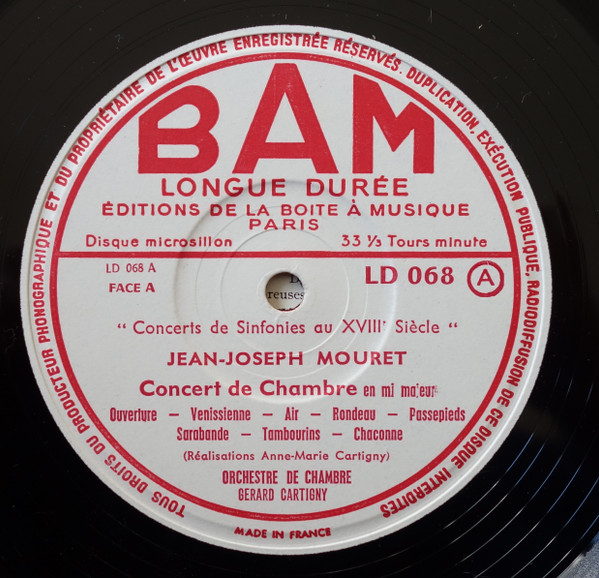 TOUS DROITS DU PRODUCTEUR PHONOGRAPHIQUE ET DU PROPRIÉTAIRE DE L'ŒUVRE ENREGISTRÉE RÉSERVÉS. DUPLICATION, EXÉCUTION PUBLIQUE, RADIODIFFUSION DE CE DISQUE INTERDITES
BAM
LONGUE DURÉE
ÉDITIONS DE LA BOITE À MUSIQUE
PARIS
Disque microsillon 33 1/3 Tours minute
LD 068 A
FACE A
LD 068 A
reuses
" Concerts de Sinfonies au XVIIIe Siècle "
JEAN-JOSEPH MOURET
Concert de Chambre en mi majeur
Ouverture — Venissienne — Air — Rondeau — Passepieds
Sarabande — Tambourins — Chaconne
(Réalisations Anne-Marie Cartigny)
ORCHESTRE DE CHAMBRE
GERARD CARTIGNY
MADE IN FRANCE